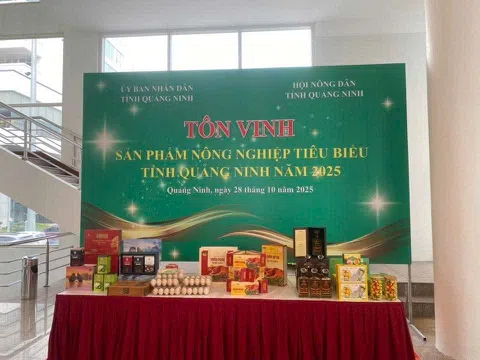 ỦY BAN NHÂN DÂN
TỈNH QUẢNG NINH
HỘI NÔNG DÂN
TỈNH QUẢNG NINH
TÔN VINH
SẢN PHẨM NÔNG NGHIỆP TIÊU BIỂU
TỈNH QUẢNG NINH NĂM 2025
Quảng Ninh, ngày 28 tháng 10 năm 2025